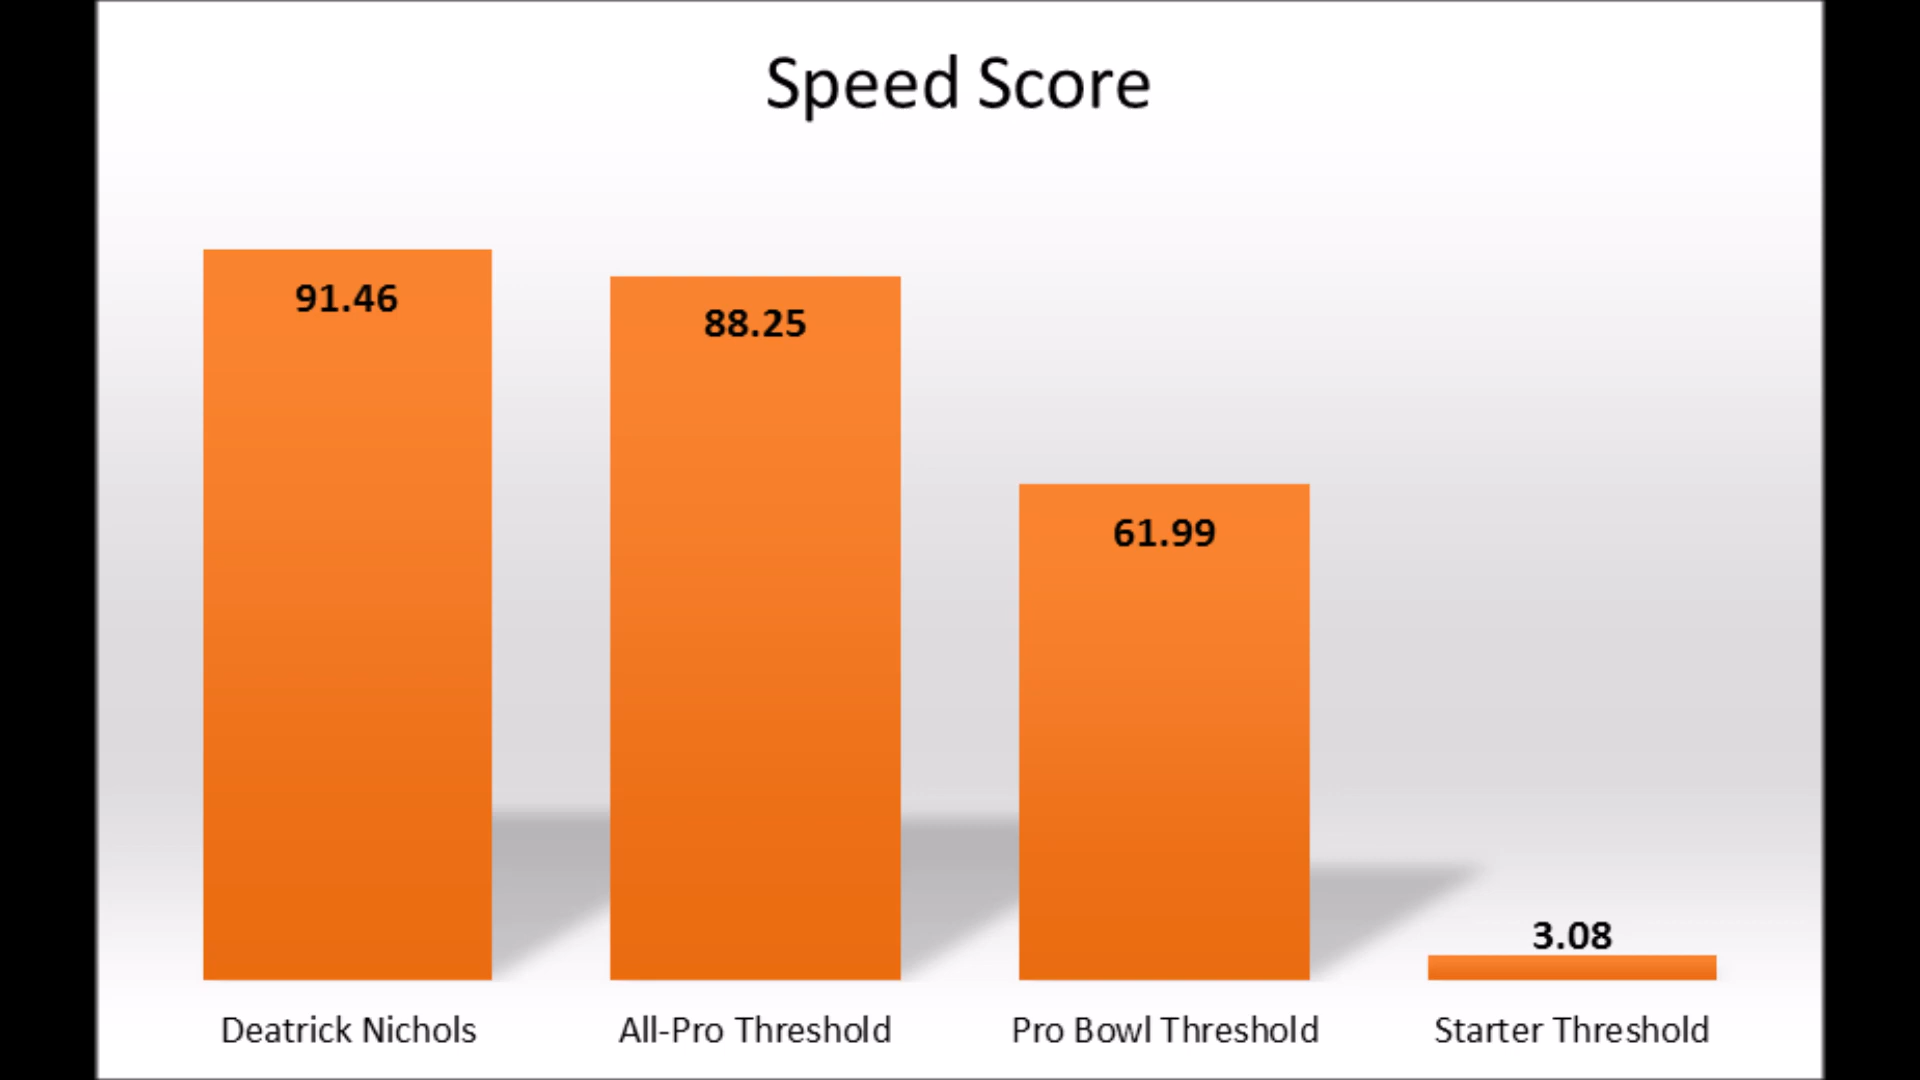 Speed Score
91.46
88.25
61.99
3.08
Deatrick Nichols
All-Pro Threshold
Pro Bowl Threshold
Starter Threshold